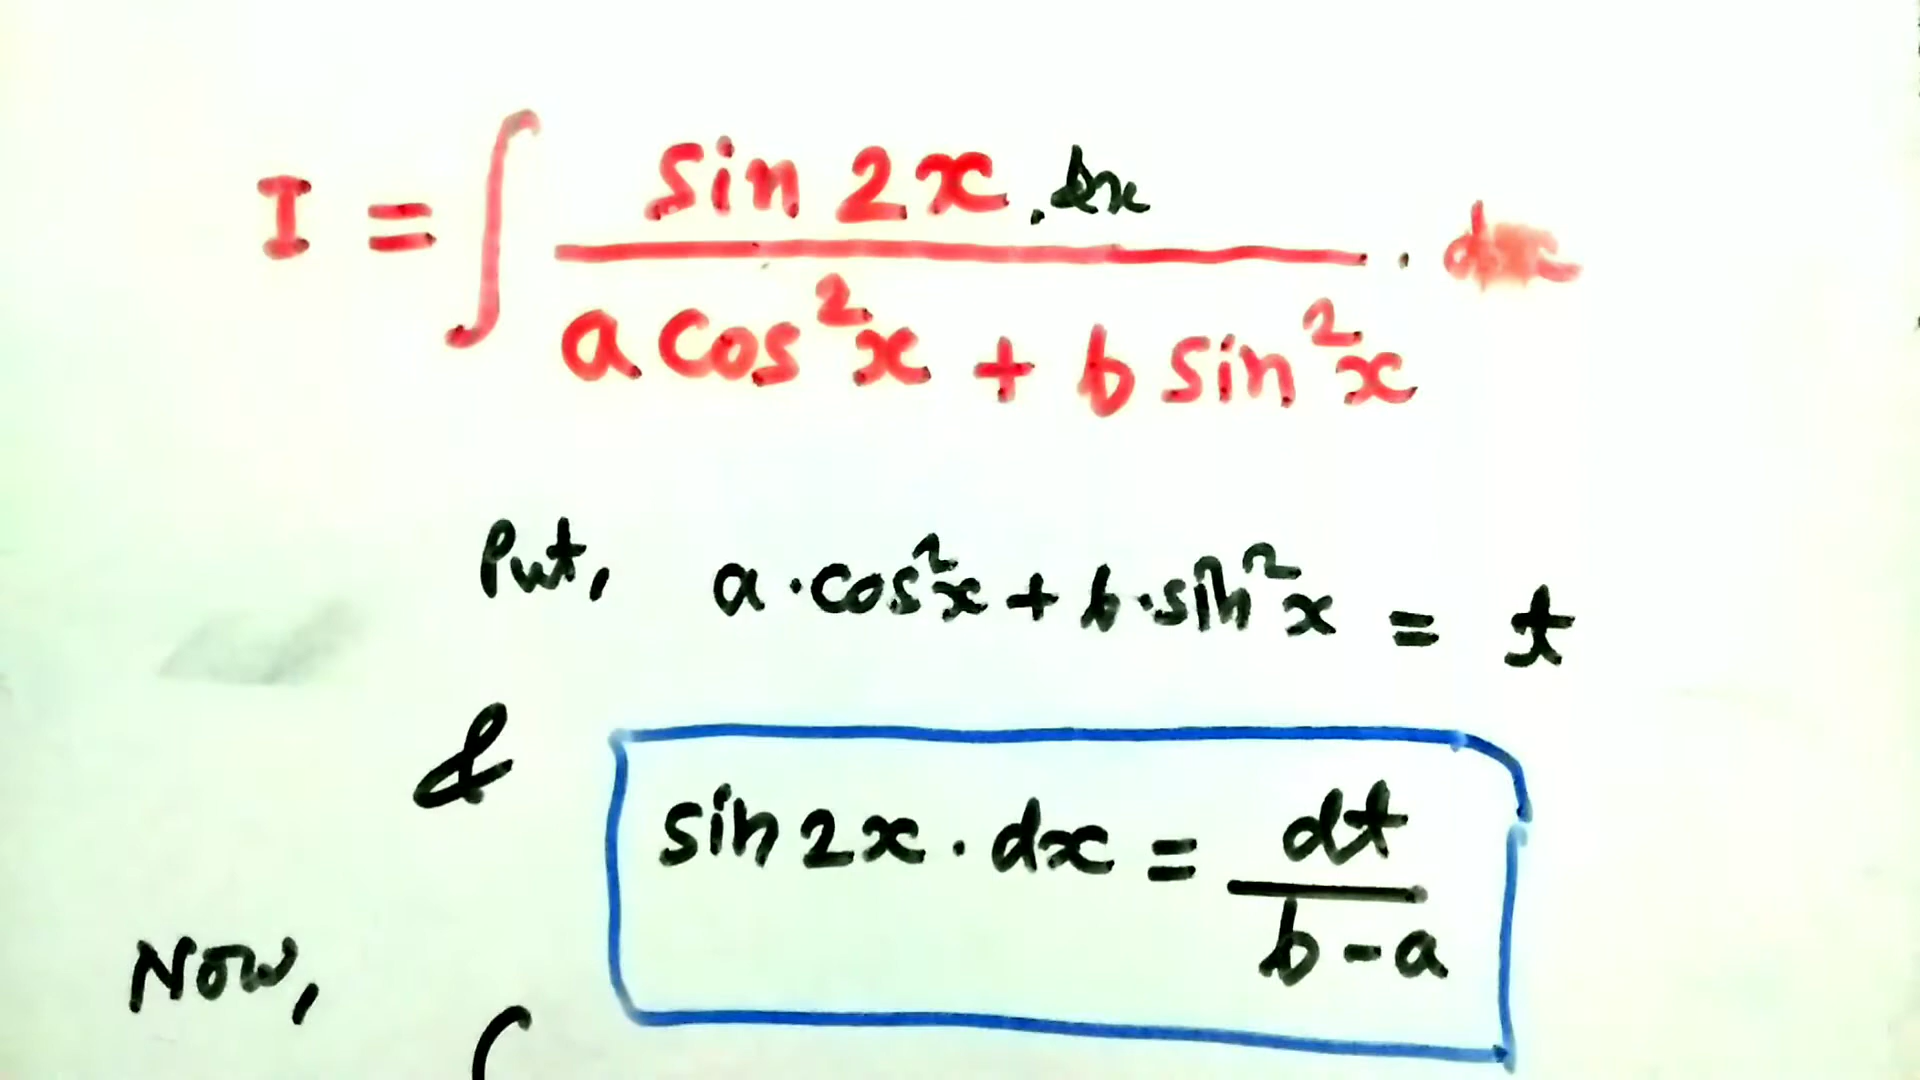 I = ∫ sin 2x . dx / a cos²x + b sin²x . dx
Put, a · cos²x + b · sin²x = t
& sin 2x · dx = dt / b - a
Now, ∫